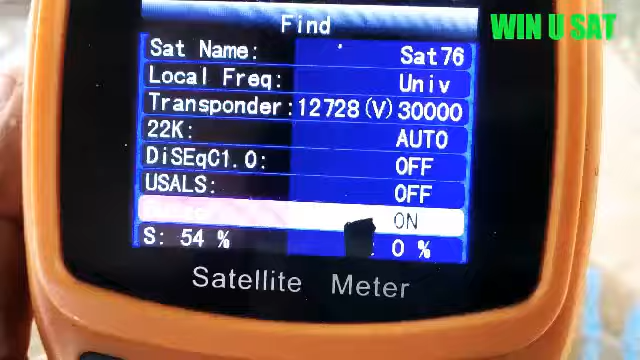 WIN U SAT
Find
Sat Name: Sat76
Local Freq: Univ
Transponder:12728(V)30000
22K: AUTO
DiSEqC1.0: OFF
USALS: OFF
ON
S: 54 % 0 %
Satellite Meter